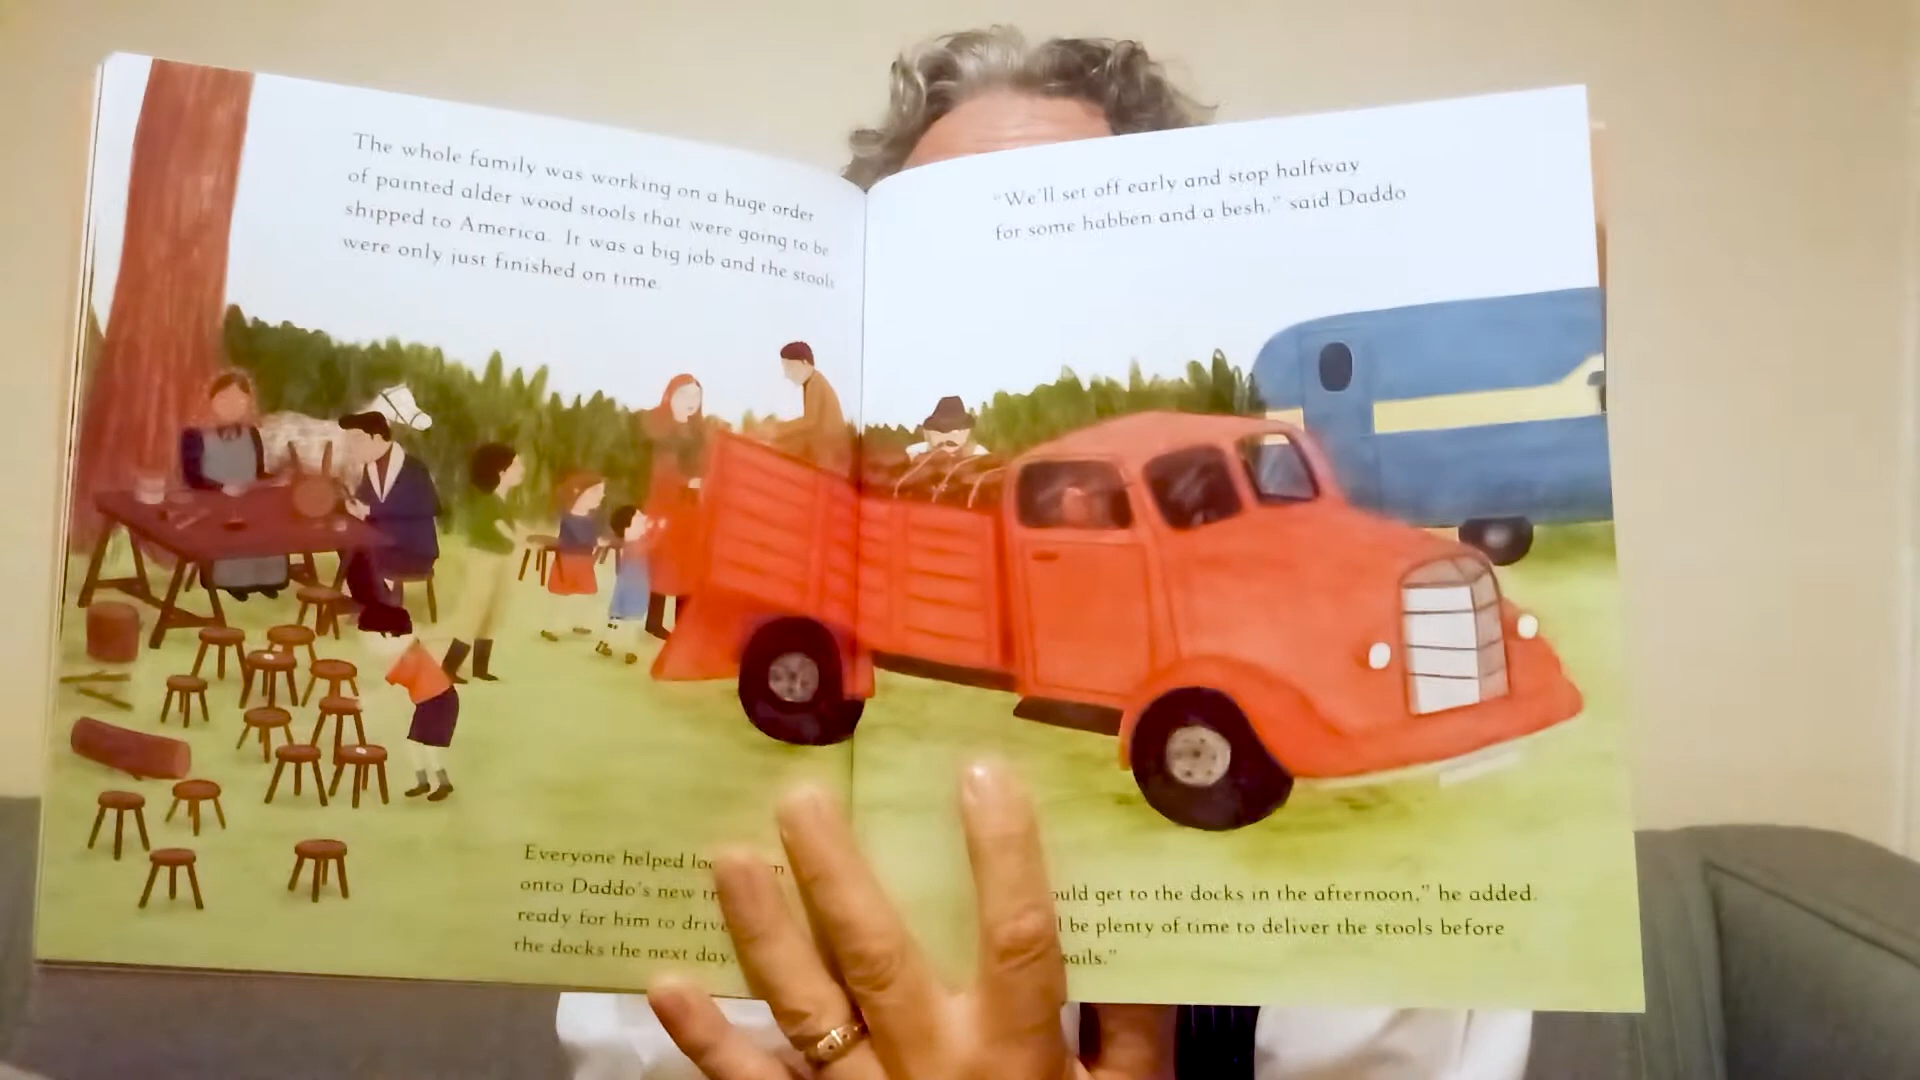 The whole family was working on a huge order
of painted alder wood stools that were going to be
shipped to America. It was a big job and the stools
were only just finished on time.
Everyone helped
onto Daddo's new
ready for him to
the docks the next day.
"We'll set off early and stop halfway
for some habben and a besh," said Daddo
get to the docks in the afternoon," he added.
be plenty of time to deliver the stools before
sails."